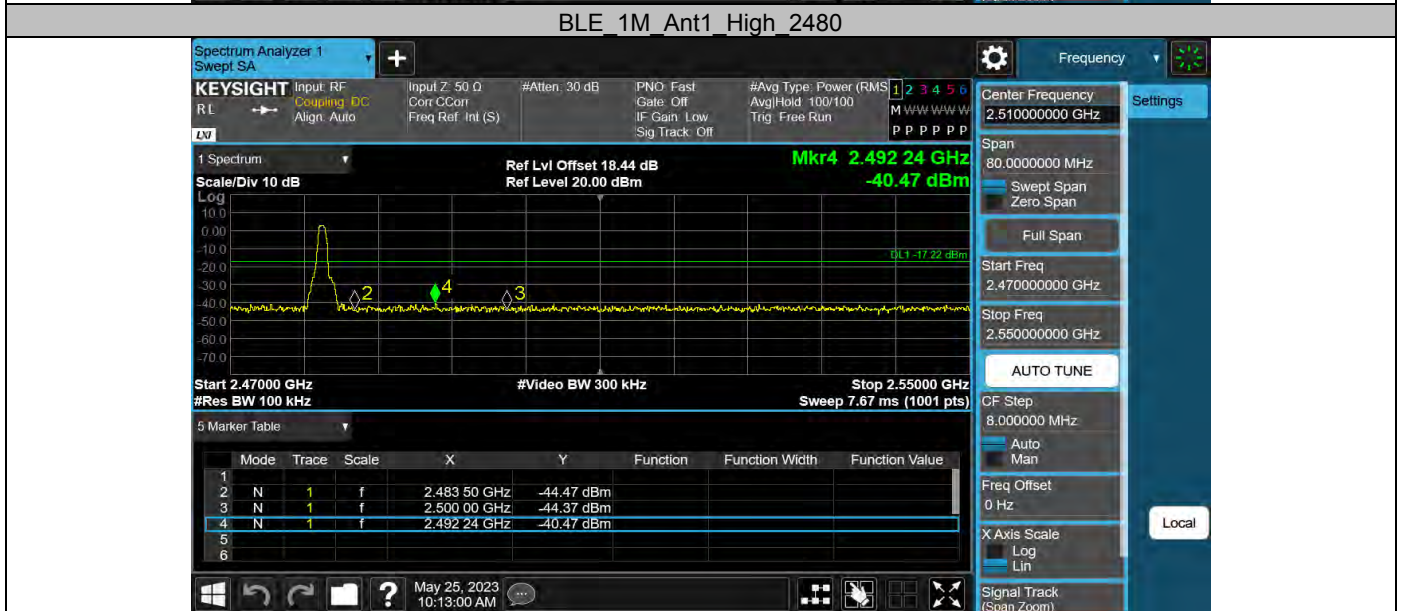 BLE_1M_Ant1_High_2480
Spectrum Analyzer 1
Swept SA
+
Frequency
KEYSIGHT
R L
LXI
Input: RF
Coupling: DC
Align: Auto
Input Z: 50 Ω
Corr CCorr
Freq Ref: Int (S)
#Atten: 30 dB
PNO: Fast
Gate: Off
IF Gain: Low
Sig Track: Off
#Avg Type: Power (RMS
Avg|Hold: 100/100
Trig: Free Run
1 2 3 4 5 6
M W W W W W
P P P P P P
1 Spectrum
Scale/Div 10 dB
Log
Ref Lvl Offset 18.44 dB
Ref Level 20.00 dBm
Mkr4 2.492 24 GHz
-40.47 dBm
10.0
0.00
-10.0
-20.0
-30.0
-40.0
-50.0
-60.0
-70.0
DL1 -17.22 dBm
2
4
3
Start 2.47000 GHz
#Res BW 100 kHz
#Video BW 300 kHz
Stop 2.55000 GHz
Sweep 7.67 ms (1001 pts)
5 Marker Table
Mode Trace Scale X Y Function Function Width Function Value
1
2 N 1 f 2.483 50 GHz -44.47 dBm
3 N 1 f 2.500 00 GHz -44.37 dBm
4 N 1 f 2.492 24 GHz -40.47 dBm
5
6
?
May 25, 2023
10:13:00 AM
Center Frequency
2.510000000 GHz
Span
80.0000000 MHz
Swept Span
Zero Span
Full Span
Start Freq
2.470000000 GHz
Stop Freq
2.550000000 GHz
AUTO TUNE
CF Step
8.000000 MHz
Auto
Man
Freq Offset
0 Hz
X Axis Scale
Log
Lin
Signal Track
(Span Zoom)
Settings
Local